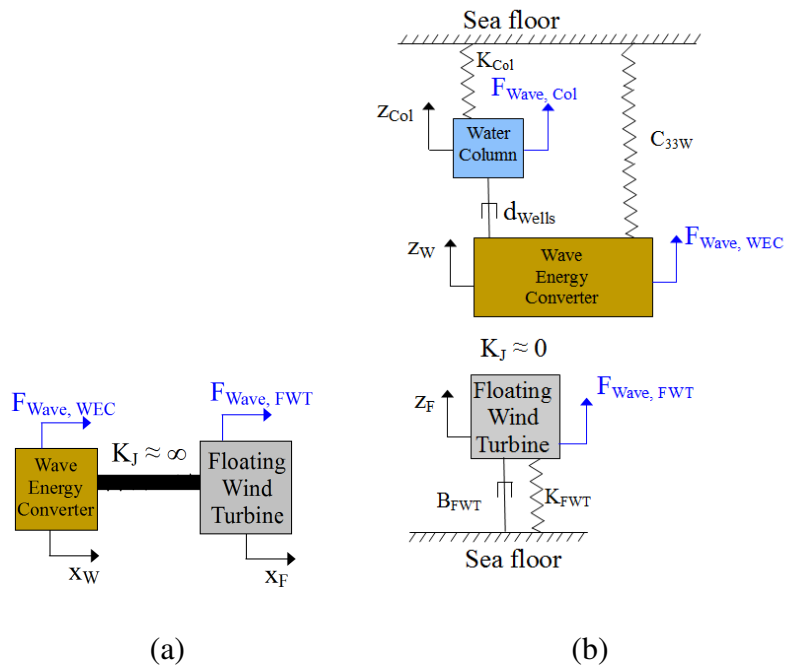 Sea floor
K_Col
F_Wave, Col
z_Col
Water
Column
C_33W
d_Wells
z_W
F_Wave, WEC
Wave
Energy
Converter
K_J ≈ 0
F_Wave, WEC
F_Wave, FWT
K_J ≈ ∞
Wave
Energy
Converter
Floating
Wind
Turbine
x_W
x_F
z_F
Floating
Wind
Turbine
F_Wave, FWT
B_FWT
K_FWT
Sea floor
(a)
(b)